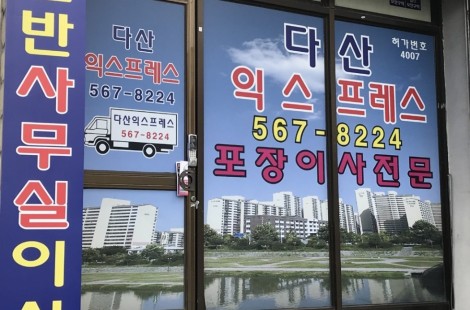 반사무실이
다산
익스프레스
567-8224
다산익스프레스
567-8224
다산
익스프레스
567-8224
포장이사전문
허가번호
4007